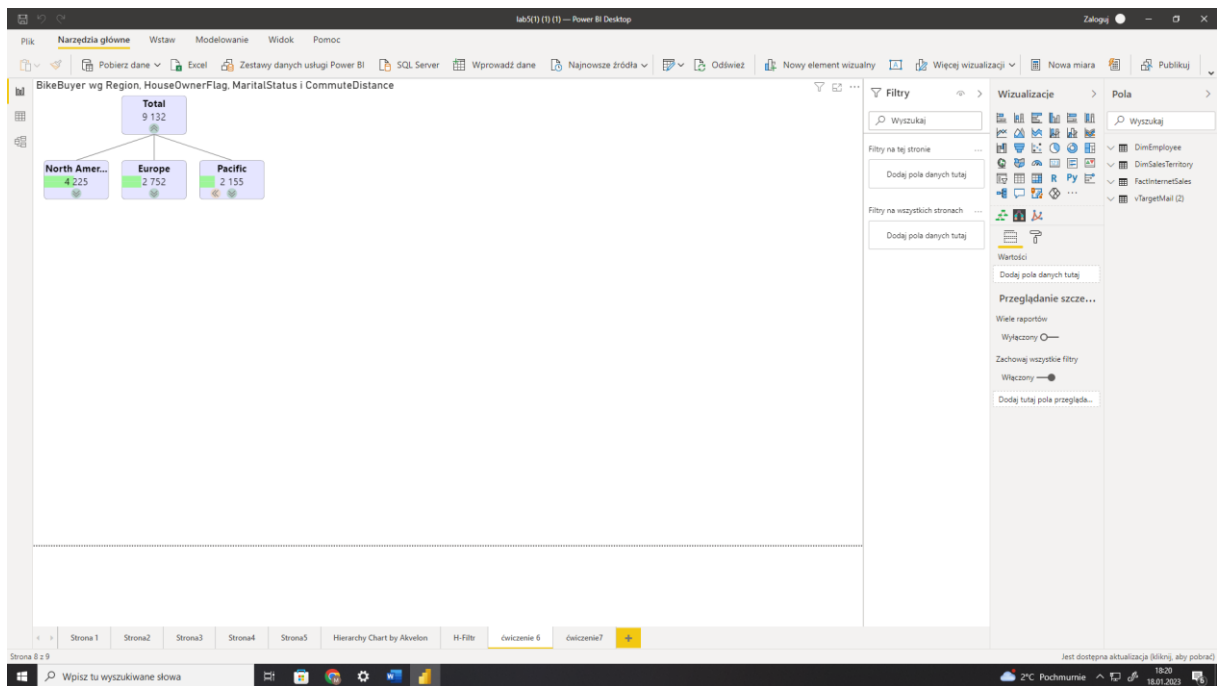 lab5(1) (1) (1) — Power BI Desktop
Zaloguj
Plik Narzędzia główne Wstaw Modelowanie Widok Pomoc
Pobierz dane Excel Zestawy danych usługi Power BI SQL Server Wprowadź dane Najnowsze źródła Odśwież Nowy element wizualny Więcej wizualizacji Nowa miara Publikuj
BikeBuyer wg Region, HouseOwnerFlag, MaritalStatus i CommuteDistance
Total
9 132
North Amer...
4 225
Europe
2 752
Pacific
2 155
Filtry
Wyszukaj
Filtry na tej stronie ...
Dodaj pola danych tutaj
Filtry na wszystkich stronach ...
Dodaj pola danych tutaj
Wizualizacje
R Py
...
Wartości
Dodaj pola danych tutaj
Przeglądanie szcze...
Wiele raportów
Wyłączony
Zachowaj wszystkie filtry
Włączony
Dodaj tutaj pola przegląda...
Pola
Wyszukaj
DimEmployee
DimSalesTerritory
FactInternetSales
vTargetMail (2)
Strona 1 Strona2 Strona3 Strona4 Strona5 Hierarchy Chart by Akvelon H-Filtr ćwiczenie 6 ćwiczenie7 +
Strona 8 z 9
Jest dostępna aktualizacja (kliknij, aby pobrać)
Wpisz tu wyszukiwane słowa
2°C Pochmurnie
18:20
18.01.2023